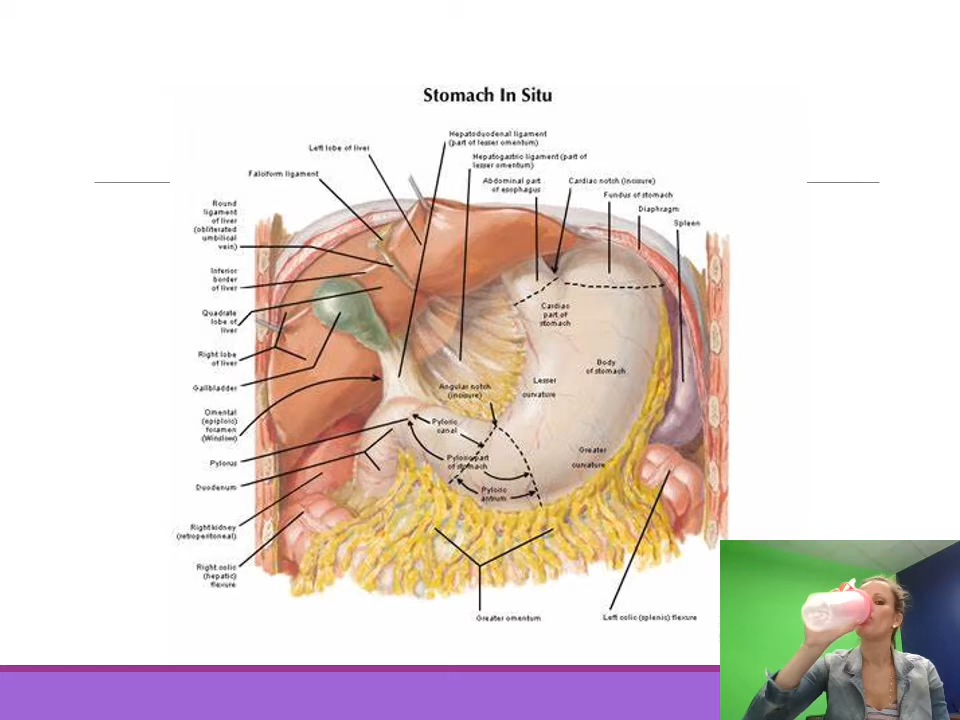 Stomach In Situ
Hepatoduodenal ligament
(part of lesser omentum)
Left lobe of liver
Hepatogastric ligament (part of
lesser omentum)
Falciform ligament
Abdominal part
of esophagus
Cardiac notch (incisure)
Fundus of stomach
Diaphragm
Spleen
Round
ligament
of liver
(obliterated
umbilical
vein)
Inferior
border
of liver
Quadrate
lobe of
liver
Right lobe
of liver
Gallbladder
Omental
(epiploic)
foramen
(Winslow)
Pylorus
Duodenum
Right kidney
(retroperitoneal)
Right colic
(hepatic)
flexure
Cardiac
part of
stomach
Body
of stomach
Lesser
curvature
Angular notch
(incisure)
Pyloric
canal
Pyloric part
of stomach
Pyloric
antrum
Greater
curvature
Greater omentum
Left colic (splenic) flexure